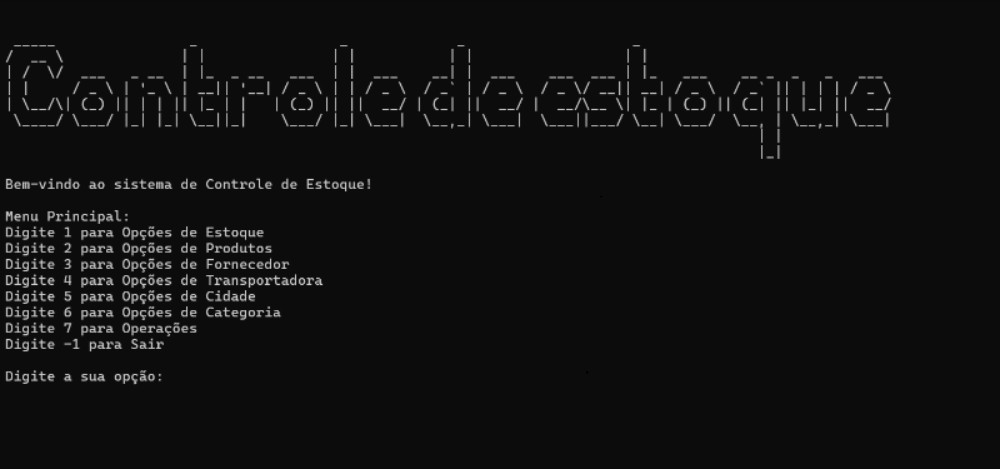 Controle de estoque
Bem-vindo ao sistema de Controle de Estoque!
Menu Principal:
Digite 1 para Opções de Estoque
Digite 2 para Opções de Produtos
Digite 3 para Opções de Fornecedor
Digite 4 para Opções de Transportadora
Digite 5 para Opções de Cidade
Digite 6 para Opções de Categoria
Digite 7 para Operações
Digite -1 para Sair
Digite a sua opção: